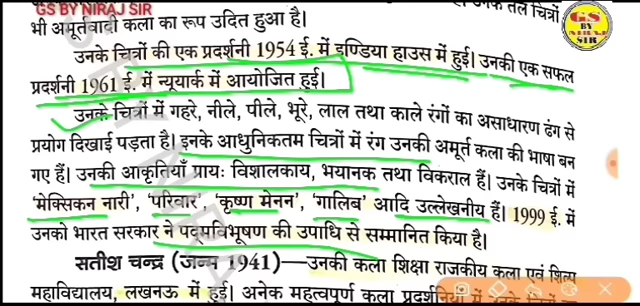 GS BY NIRAJ SIR
भी अमूर्तवादी कला का रूप उदित हुआ है।
उनके चित्रों की एक प्रदर्शनी 1954 ई. में इण्डिया हाउस में हुई। उनकी एक सफल
प्रदर्शनी 1961 ई. में न्यूयार्क में आयोजित हुई।
उनके चित्रों में गहरे, नीले, पीले, भूरे, लाल तथा काले रंगों का असाधारण ढंग से
प्रयोग दिखाई पड़ता है। इनके आधुनिकतम चित्रों में रंग उनकी अमूर्त कला की भाषा बन
गए हैं। उनकी आकृतियाँ प्रायः विशालकाय, भयानक तथा विकराल हैं। उनके चित्रों में
'मेक्सिकन नारी', 'परिवार', 'कृष्ण मेनन', 'गालिब' आदि उल्लेखनीय हैं। 1999 ई. में
उनको भारत सरकार ने पद्मविभूषण की उपाधि से सम्मानित किया है।
सतीश चन्द्र (जन्म 1941)—उनकी कला शिक्षा राजकीय कला एवं शिल्प
महाविद्यालय, लखनऊ में हुई। अनेक महत्वपूर्ण कला प्रदर्शनियों में
GS
BY
NIRAJ
SIR